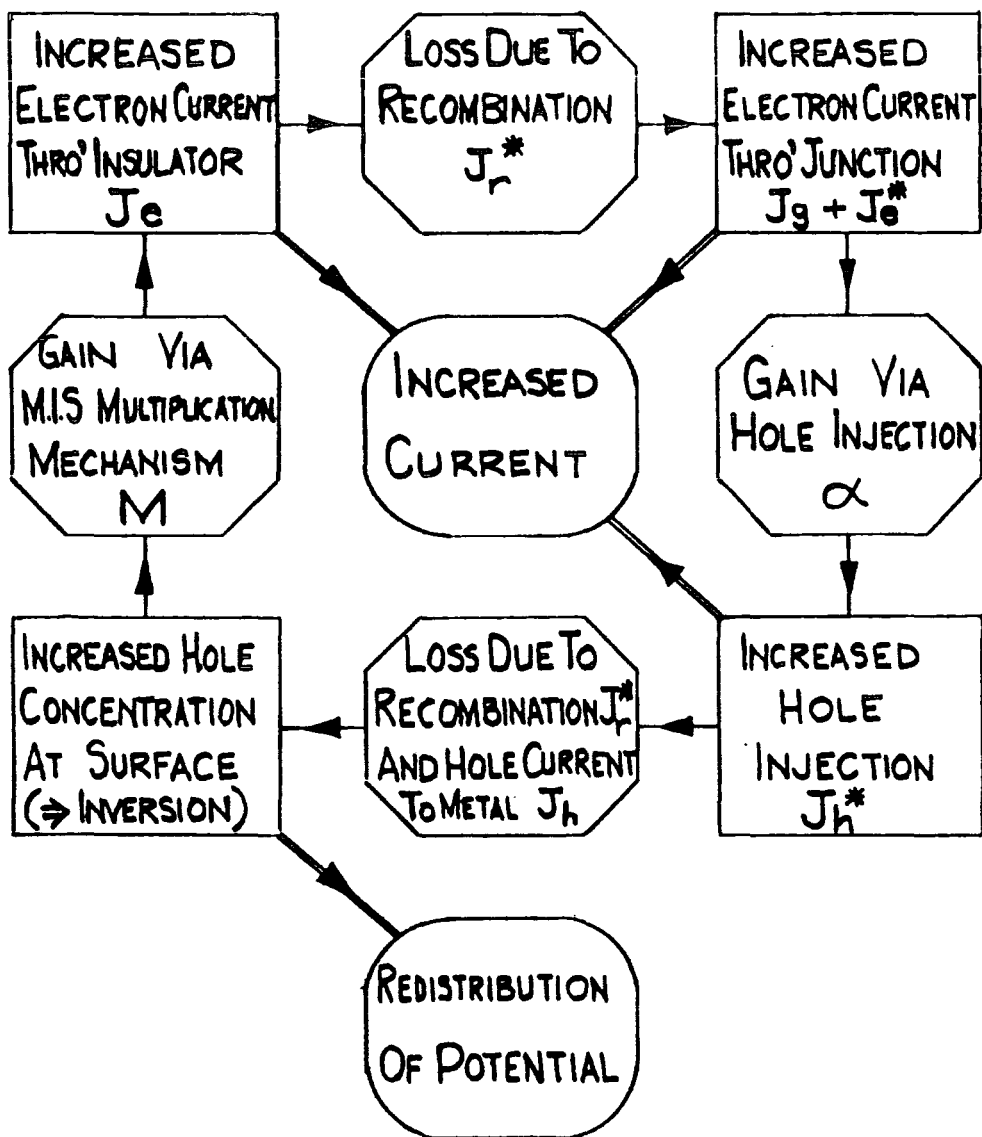 INCREASED
ELECTRON CURRENT
THRO' INSULATOR
Je
LOSS DUE TO
RECOMBINATION
Jr*
INCREASED
ELECTRON CURRENT
THRO' JUNCTION
Jg + Je*
GAIN VIA
M.I.S MULTIPLICATION
MECHANISM
M
INCREASED
CURRENT
GAIN VIA
HOLE INJECTION
α
INCREASED HOLE
CONCENTRATION
AT SURFACE
(⇒ INVERSION)
LOSS DUE TO
RECOMBINATION Jr*
AND HOLE CURRENT
TO METAL Jh
INCREASED
HOLE
INJECTION
Jh*
REDISTRIBUTION
OF POTENTIAL